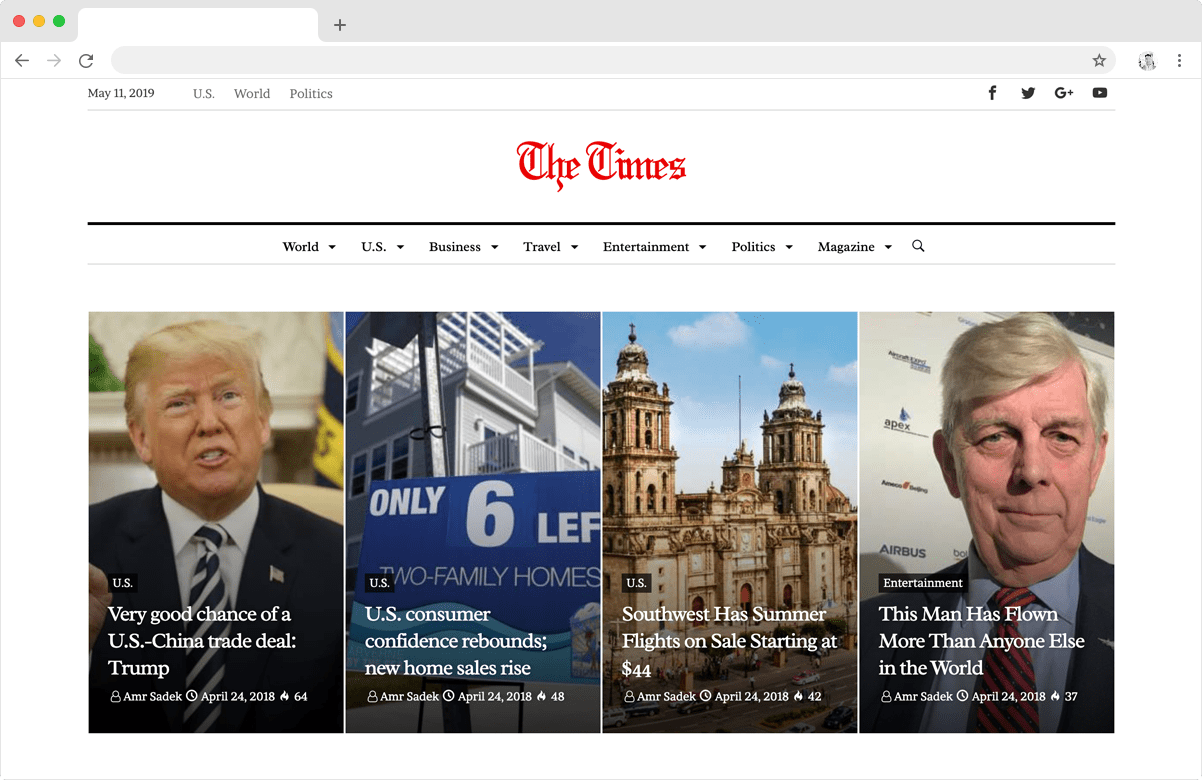 May 11, 2019 U.S. World Politics
The Times
World U.S. Business Travel Entertainment Politics Magazine
U.S.
Very good chance of a
U.S.-China trade deal:
Trump
Amr Sadek April 24, 2018 64
ONLY 6 LEF
TWO-FAMILY HOMES
U.S.
U.S. consumer
confidence rebounds;
new home sales rise
Amr Sadek April 24, 2018 48
U.S.
Southwest Has Summer
Flights on Sale Starting at
$44
Amr Sadek April 24, 2018 42
Aircraft EXPO
apex
Ameco Beijing
AIRBUS
Entertainment
This Man Has Flown
More Than Anyone Else
in the World
Amr Sadek April 24, 2018 37